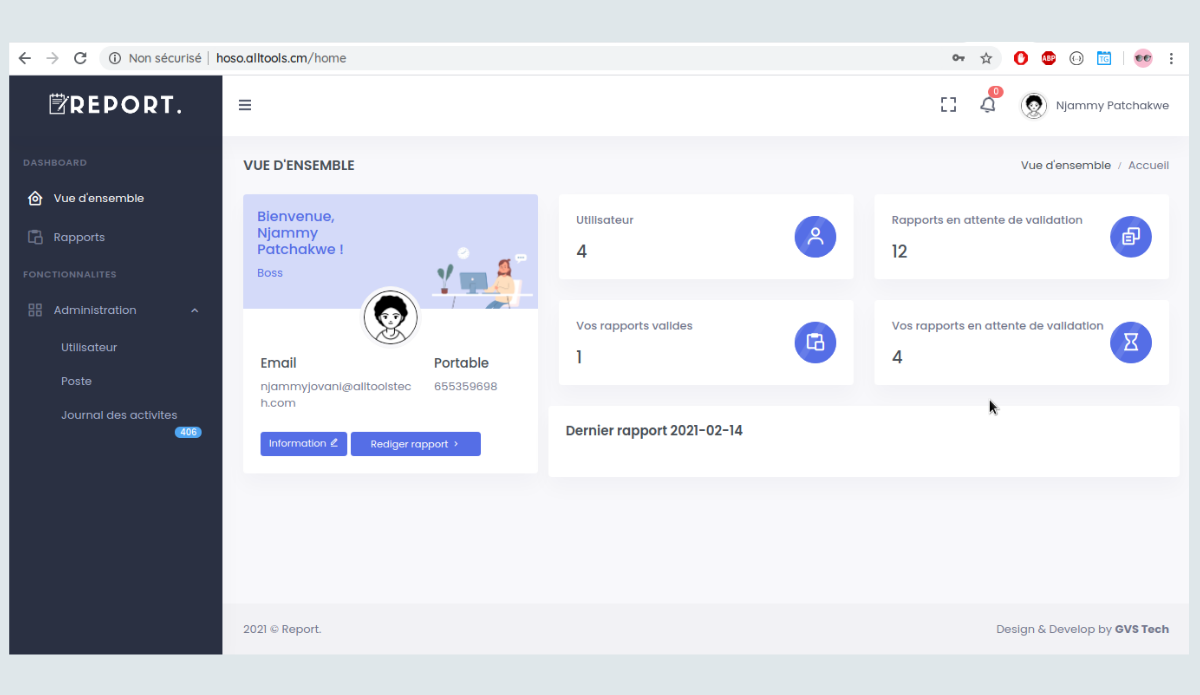 Non sécurisé | hoso.alltools.cm/home
ABP
TG
REPORT.
0
Njammy Patchakwe
DASHBOARD
Vue d'ensemble
Rapports
FONCTIONNALITES
Administration
Utilisateur
Poste
Journal des activites
406
VUE D'ENSEMBLE
Vue d'ensemble / Accueil
Bienvenue,
Njammy
Patchakwe !
Boss
Email
Portable
njammyjovani@alltoolstec
h.com
655359698
Information
Rediger rapport
Utilisateur
4
Rapports en attente de validation
12
Vos rapports valides
1
Vos rapports en attente de validation
4
Dernier rapport 2021-02-14
2021 © Report.
Design & Develop by GVS Tech